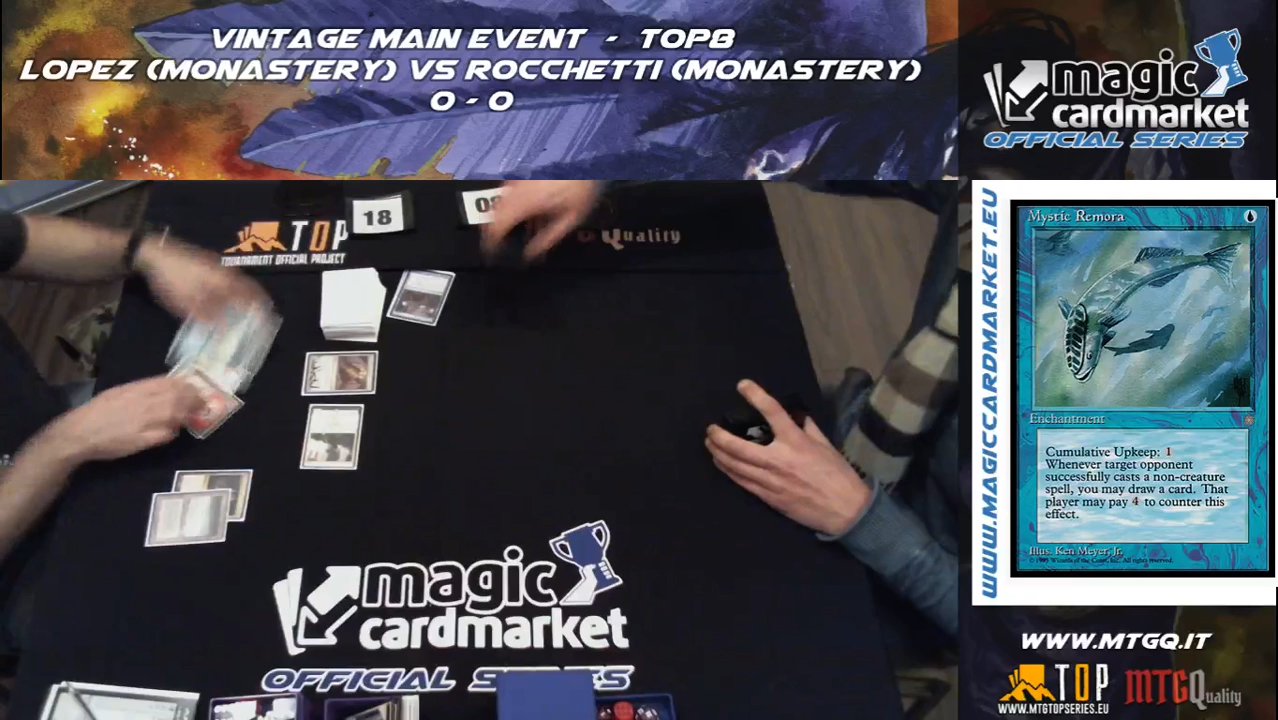 VINTAGE MAIN EVENT - TOP8
LOPEZ (MONASTERY) VS ROCCHETTI (MONASTERY)
0 - 0
magic
cardmarket
OFFICIAL SERIES
18
TOP
TOURNAMENT OFFICIAL PROJECT
Quality
magic
cardmarket
OFFICIAL SERIES
WWW.MAGICCARDMARKET.EU
Mystic Remora
Enchantment
Cumulative Upkeep: 1
Whenever target opponent
successfully casts a non-creature
spell, you may draw a card. That
player may pay 4 to counter this
effect.
Illus. Ken Meyer, Jr.
WWW.MTGQ.IT
TOP
WWW.MTGTOPSERIES.EU
MTGQuality